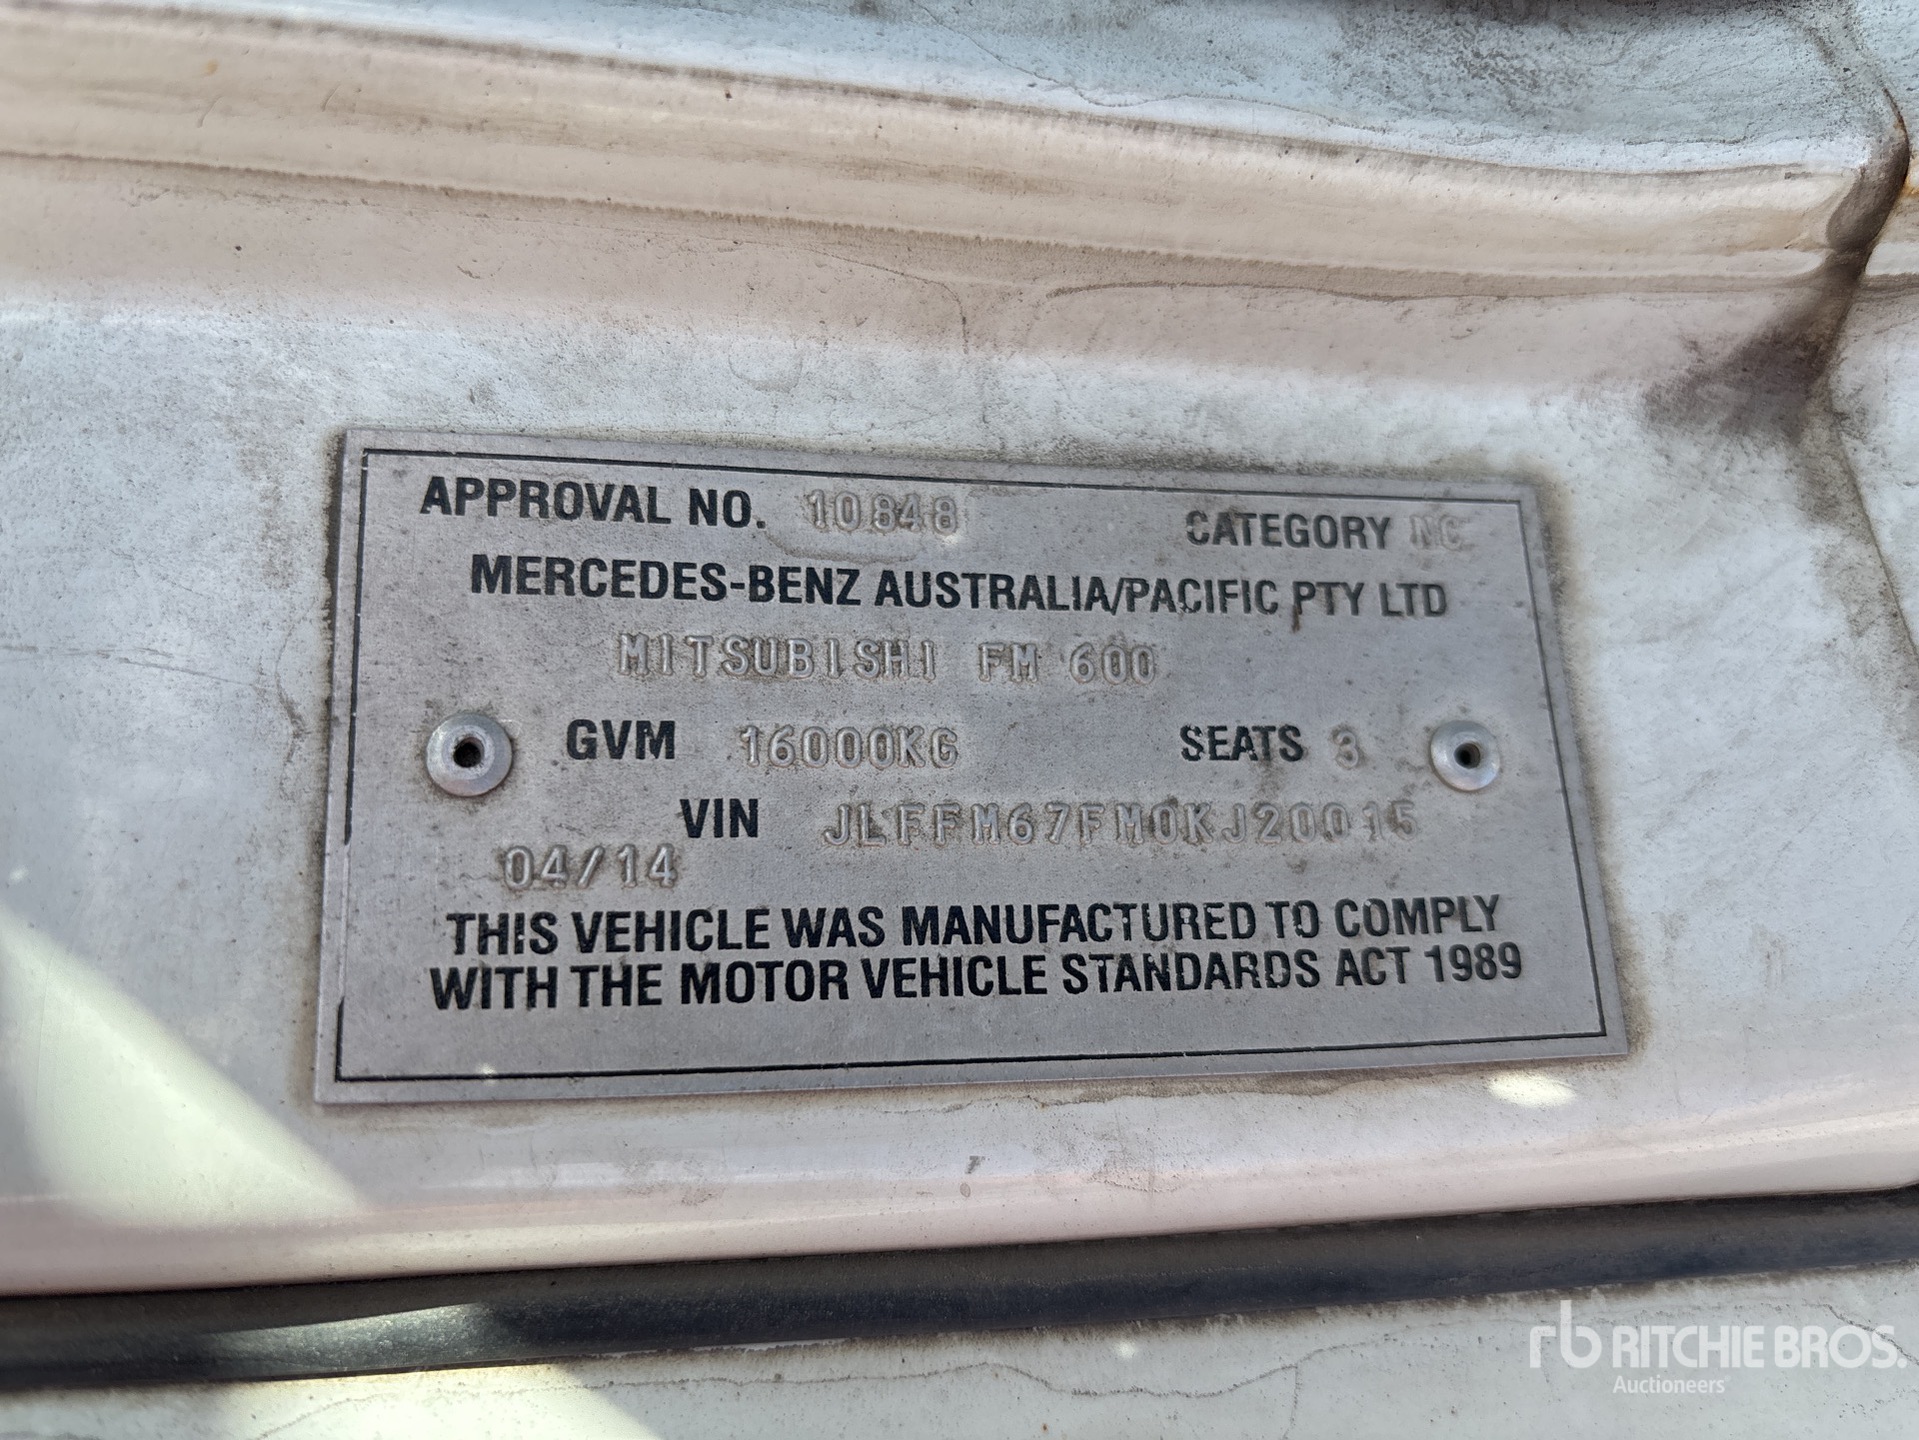 APPROVAL NO. 10848 CATEGORY NC
MERCEDES-BENZ AUSTRALIA/PACIFIC PTY LTD
MITSUBISHI FM 600
GVM 16000KG SEATS 3
VIN JLFFM67FM0KJ20015
04/14
THIS VEHICLE WAS MANUFACTURED TO COMPLY
WITH THE MOTOR VEHICLE STANDARDS ACT 1989
rb RITCHIE BROS.
Auctioneers